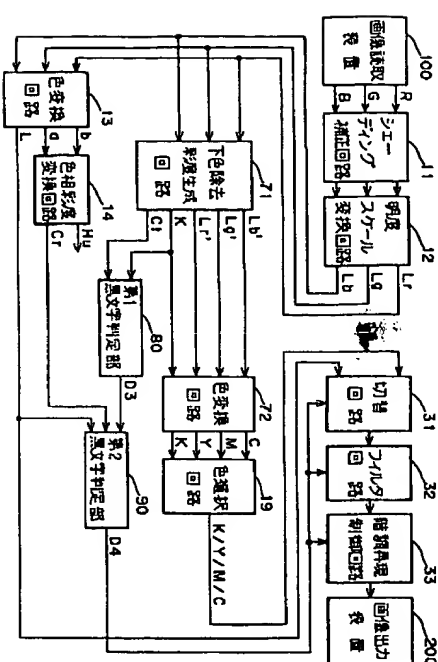 100
画像読取
装置
R
G
B
11
シェー
ディング
補正回路
12
明度
スケール
変換回路
Lr
Lg
Lb
13
色変換
回路
b
a
L
14
色相彩度
変換回路
Hu
Cr
71
下色除去
彩度生成
回路
Lb'
Lg'
Lr'
K
Ct
80
第1
黒文字判定部
D3
72
色変換
回路
C
M
Y
K
19
色選択
回路
K/Y/M/C
90
第2
黒文字判定部
D4
31
切替
回路
32
フィルタ
回路
33
階調再現
制御回路
200
画像出力
装置